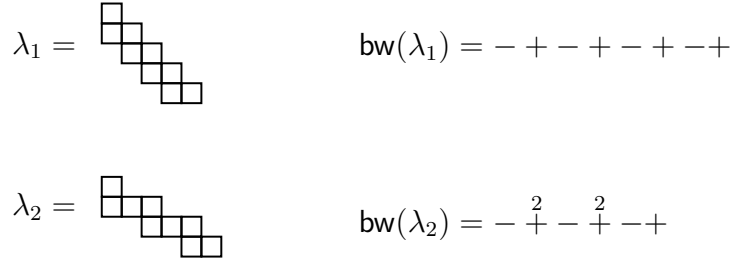 λ₁ = bw(λ₁) = − + − + − + − +
λ₂ = bw(λ₂) = − +² − +² − +